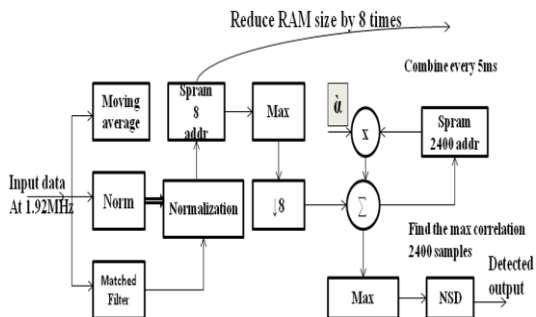 Reduce RAM size by 8 times
Combine every 5ms
Moving
average
Spram
8
addr
Max
ὰ
x
Spram
2400 addr
Input data
At 1.92MHz
Norm
Normalization
↓8
Σ
Find the max correlation
2400 samples
Matched
Filter
Max
NSD
Detected
output